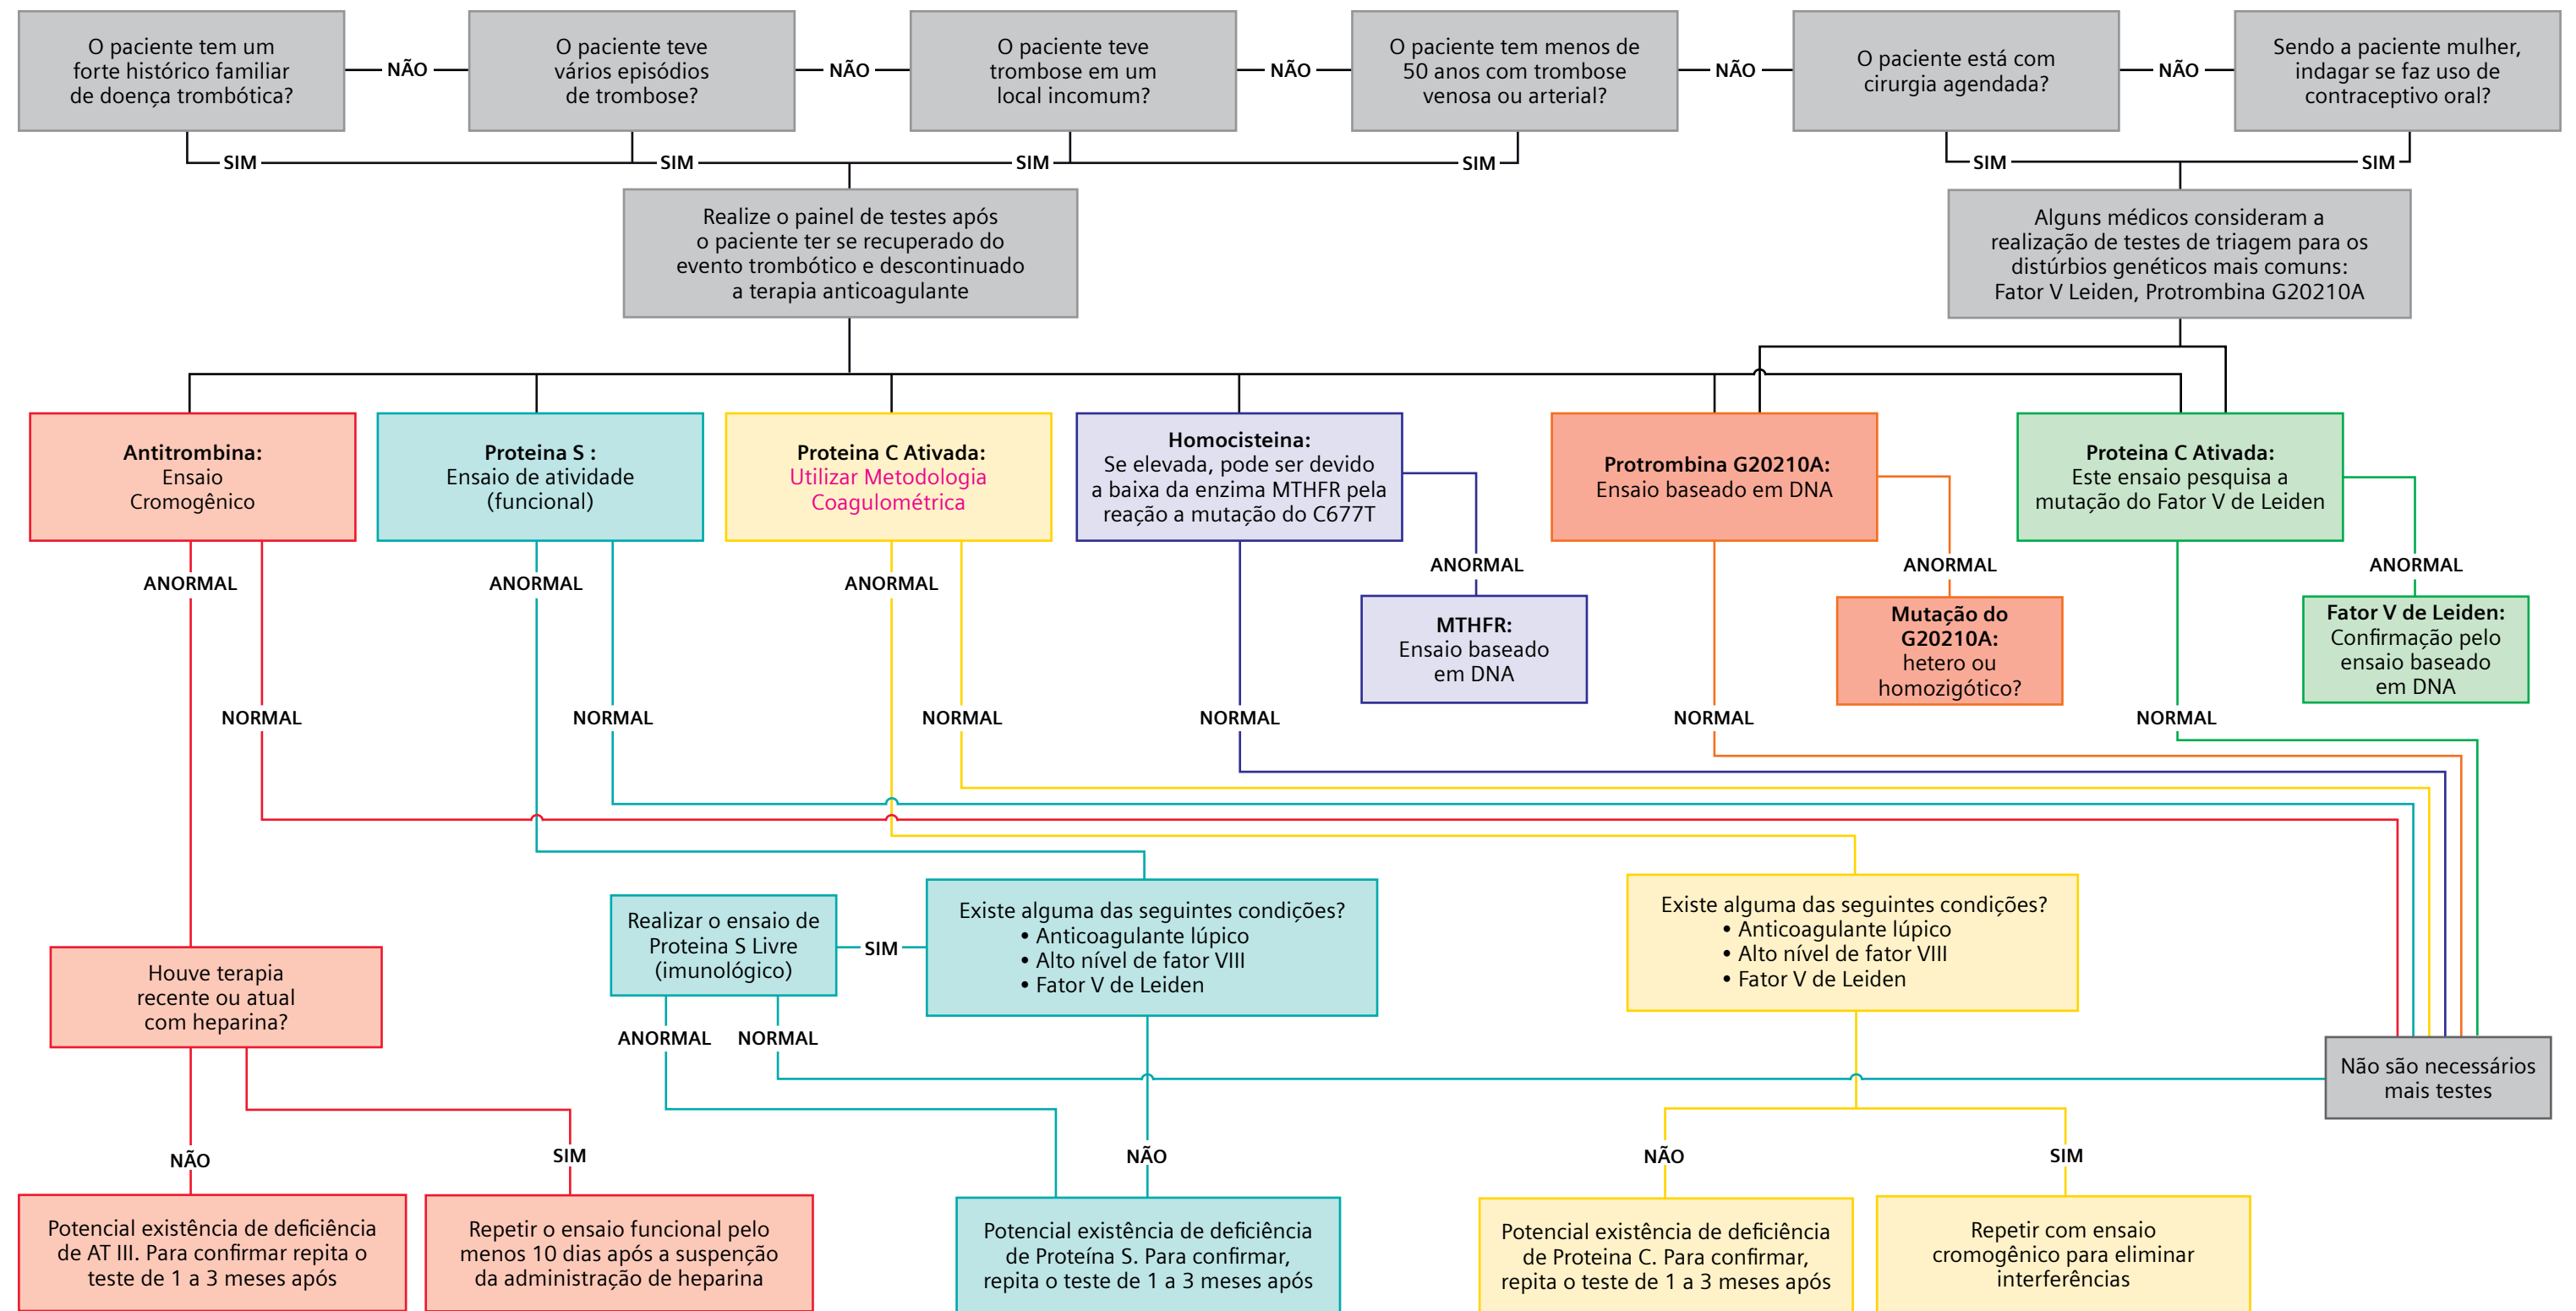 O paciente tem um
forte histórico familiar
de doença trombótica?
NÃO
O paciente teve
vários episódios
de trombose?
NÃO
O paciente teve
trombose em um
local incomum?
NÃO
O paciente tem menos de
50 anos com trombose
venosa ou arterial?
NÃO
O paciente está com
cirurgia agendada?
NÃO
Sendo a paciente mulher,
indagar se faz uso de
contraceptivo oral?
SIM
SIM
SIM
SIM
SIM
SIM
Realize o painel de testes após
o paciente ter se recuperado do
evento trombótico e descontinuado
a terapia anticoagulante
Alguns médicos consideram a
realização de testes de triagem para os
distúrbios genéticos mais comuns:
Fator V Leiden, Protrombina G20210A
Antitrombina:
Ensaio
Cromogênico
Proteina S :
Ensaio de atividade
(funcional)
Proteina C Ativada:
Utilizar Metodologia
Coagulométrica
Homocisteina:
Se elevada, pode ser devido
a baixa da enzima MTHFR pela
reação a mutação do C677T
Protrombina G20210A:
Ensaio baseado em DNA
Proteina C Ativada:
Este ensaio pesquisa a
mutação do Fator V de Leiden
ANORMAL
ANORMAL
ANORMAL
ANORMAL
ANORMAL
ANORMAL
MTHFR:
Ensaio baseado
em DNA
Mutação do
G20210A:
hetero ou
homozigótico?
Fator V de Leiden:
Confirmação pelo
ensaio baseado
em DNA
NORMAL
NORMAL
NORMAL
NORMAL
NORMAL
NORMAL
Houve terapia
recente ou atual
com heparina?
Realizar o ensaio de
Proteina S Livre
(imunológico)
SIM
Existe alguma das seguintes condições?
• Anticoagulante lúpico
• Alto nível de fator VIII
• Fator V de Leiden
Existe alguma das seguintes condições?
• Anticoagulante lúpico
• Alto nível de fator VIII
• Fator V de Leiden
ANORMAL
NORMAL
Não são necessários
mais testes
NÃO
SIM
NÃO
NÃO
SIM
Potencial existência de deficiência
de AT III. Para confirmar repita o
teste de 1 a 3 meses após
Repetir o ensaio funcional pelo
menos 10 dias após a suspenção
da administração de heparina
Potencial existência de deficiência
de Proteína S. Para confirmar,
repita o teste de 1 a 3 meses após
Potencial existência de deficiência
de Proteina C. Para confirmar,
repita o teste de 1 a 3 meses após
Repetir com ensaio
cromogênico para eliminar
interferências